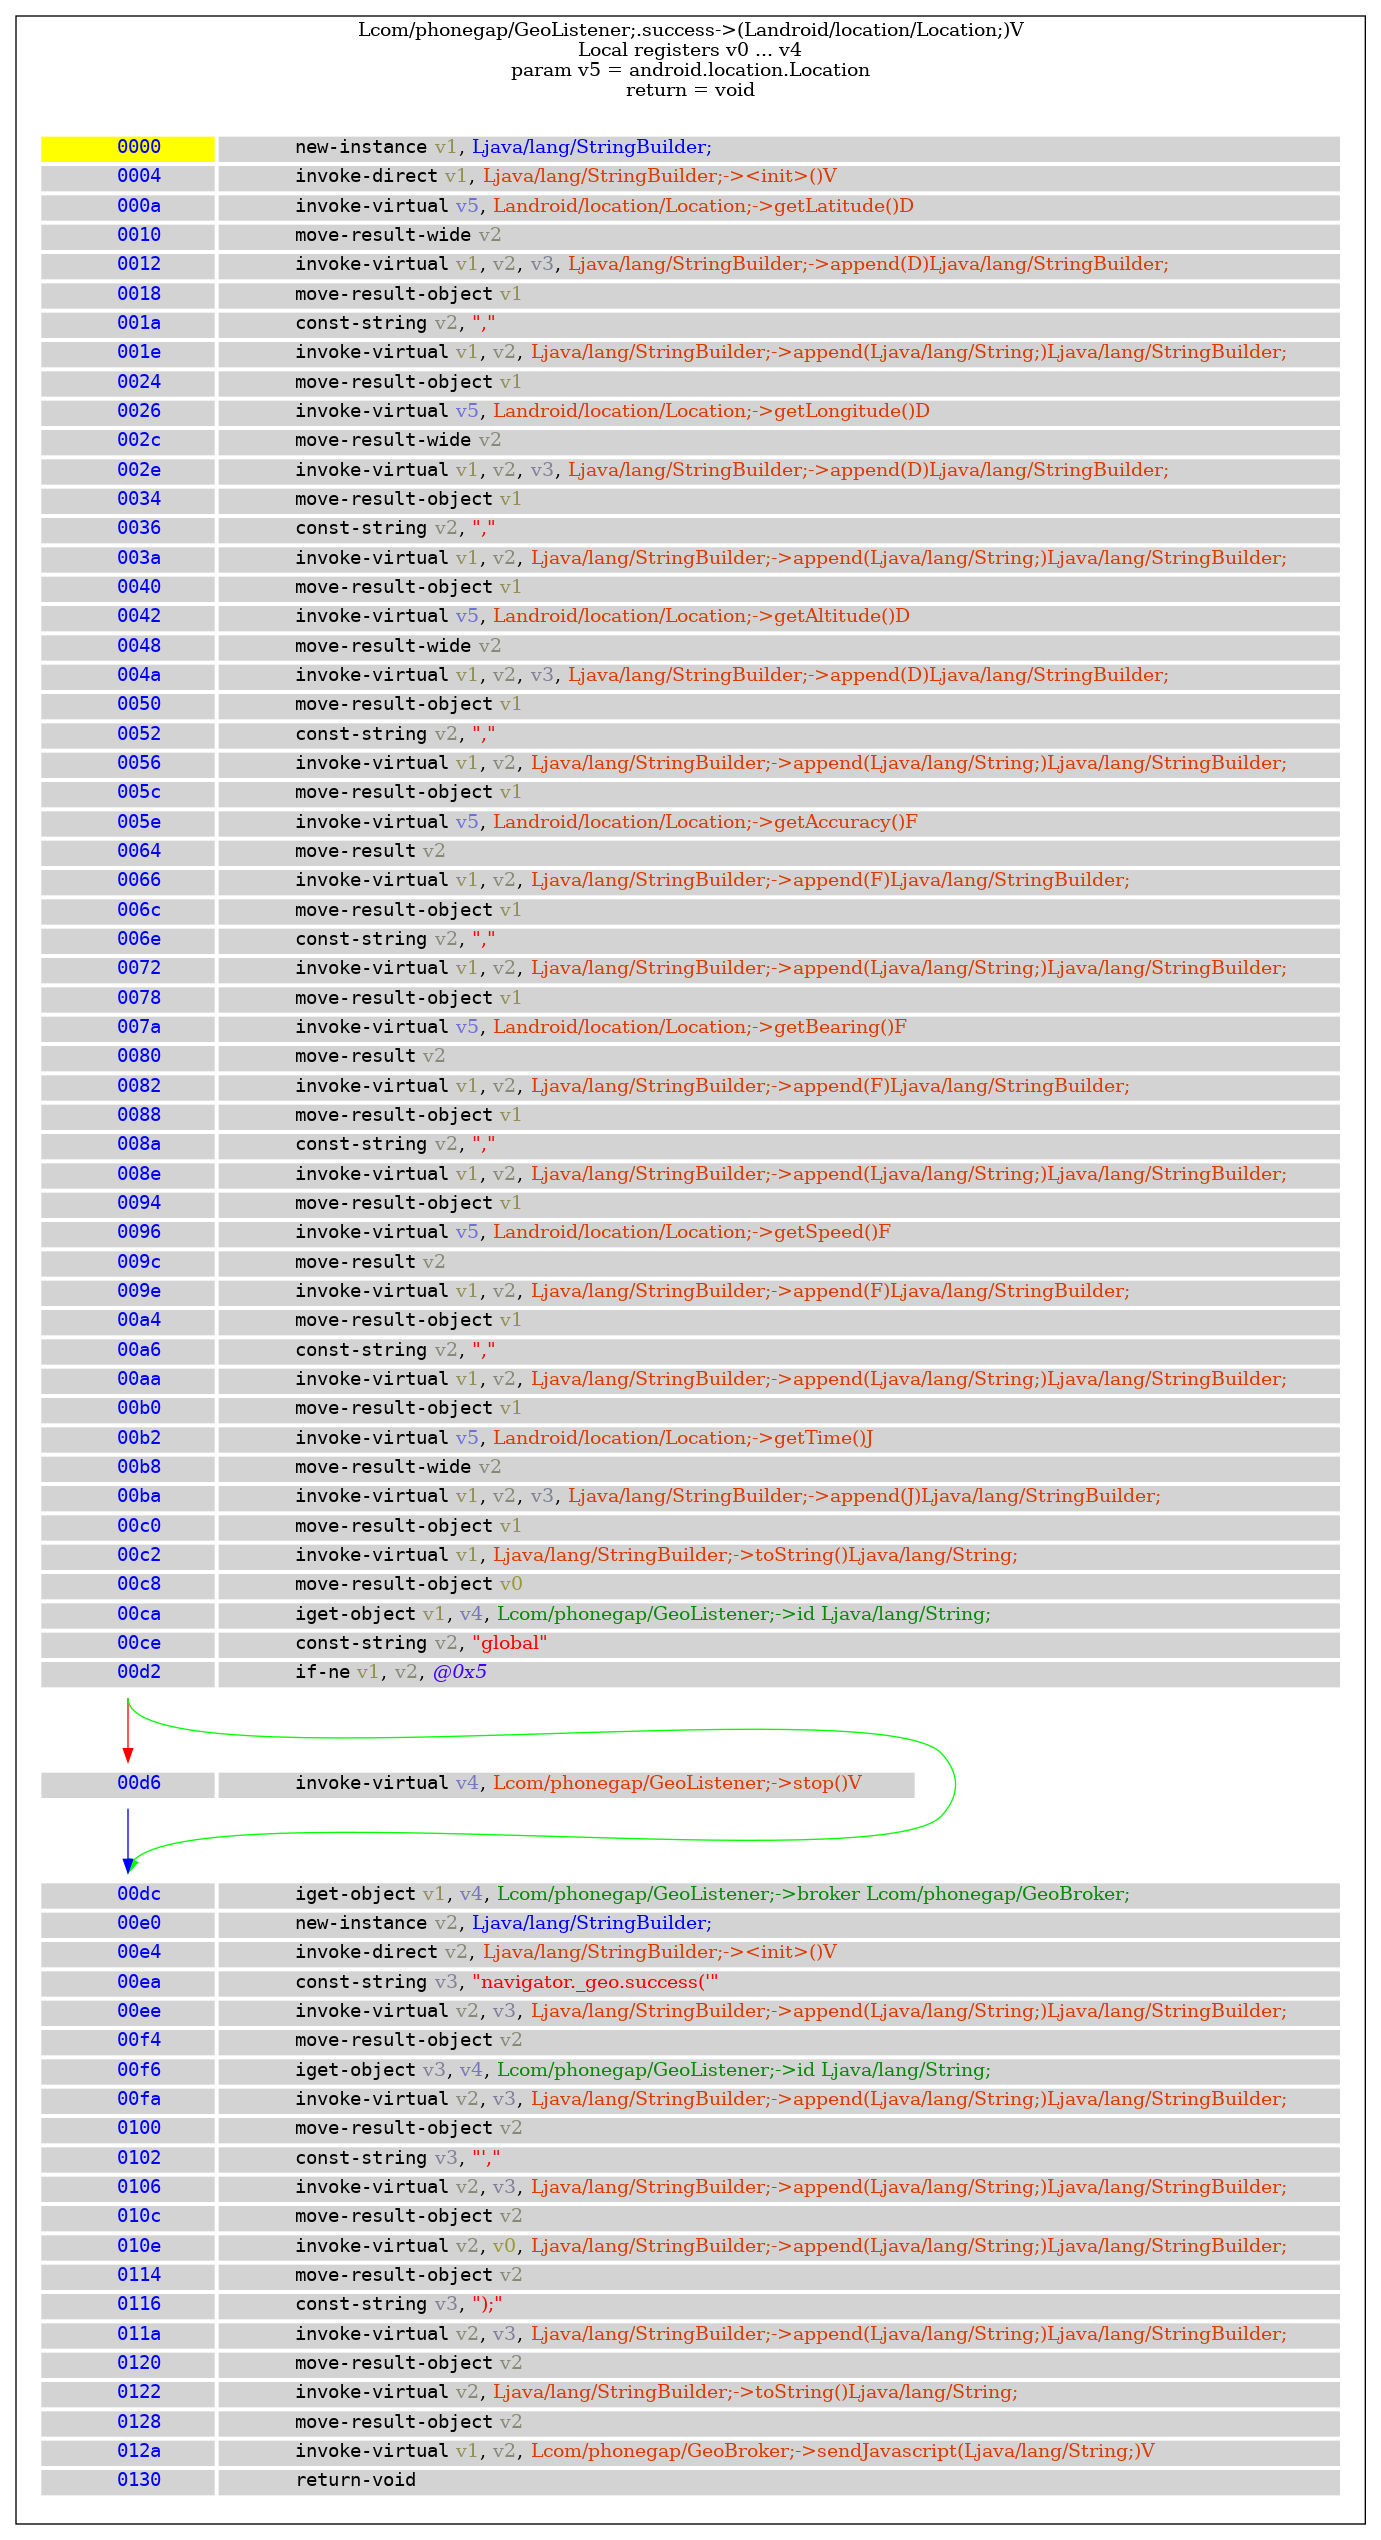 Lcom/phonegap/GeoListener;.success->(Landroid/location/Location;)V
Local registers v0 ... v4
param v5 = android.location.Location
return = void
0000 new-instance v1, Ljava/lang/StringBuilder;
0004 invoke-direct v1, Ljava/lang/StringBuilder;-><init>()V
000a invoke-virtual v5, Landroid/location/Location;->getLatitude()D
0010 move-result-wide v2
0012 invoke-virtual v1, v2, v3, Ljava/lang/StringBuilder;->append(D)Ljava/lang/StringBuilder;
0018 move-result-object v1
001a const-string v2, ","
001e invoke-virtual v1, v2, Ljava/lang/StringBuilder;->append(Ljava/lang/String;)Ljava/lang/StringBuilder;
0024 move-result-object v1
0026 invoke-virtual v5, Landroid/location/Location;->getLongitude()D
002c move-result-wide v2
002e invoke-virtual v1, v2, v3, Ljava/lang/StringBuilder;->append(D)Ljava/lang/StringBuilder;
0034 move-result-object v1
0036 const-string v2, ","
003a invoke-virtual v1, v2, Ljava/lang/StringBuilder;->append(Ljava/lang/String;)Ljava/lang/StringBuilder;
0040 move-result-object v1
0042 invoke-virtual v5, Landroid/location/Location;->getAltitude()D
0048 move-result-wide v2
004a invoke-virtual v1, v2, v3, Ljava/lang/StringBuilder;->append(D)Ljava/lang/StringBuilder;
0050 move-result-object v1
0052 const-string v2, ","
0056 invoke-virtual v1, v2, Ljava/lang/StringBuilder;->append(Ljava/lang/String;)Ljava/lang/StringBuilder;
005c move-result-object v1
005e invoke-virtual v5, Landroid/location/Location;->getAccuracy()F
0064 move-result v2
0066 invoke-virtual v1, v2, Ljava/lang/StringBuilder;->append(F)Ljava/lang/StringBuilder;
006c move-result-object v1
006e const-string v2, ","
0072 invoke-virtual v1, v2, Ljava/lang/StringBuilder;->append(Ljava/lang/String;)Ljava/lang/StringBuilder;
0078 move-result-object v1
007a invoke-virtual v5, Landroid/location/Location;->getBearing()F
0080 move-result v2
0082 invoke-virtual v1, v2, Ljava/lang/StringBuilder;->append(F)Ljava/lang/StringBuilder;
0088 move-result-object v1
008a const-string v2, ","
008e invoke-virtual v1, v2, Ljava/lang/StringBuilder;->append(Ljava/lang/String;)Ljava/lang/StringBuilder;
0094 move-result-object v1
0096 invoke-virtual v5, Landroid/location/Location;->getSpeed()F
009c move-result v2
009e invoke-virtual v1, v2, Ljava/lang/StringBuilder;->append(F)Ljava/lang/StringBuilder;
00a4 move-result-object v1
00a6 const-string v2, ","
00aa invoke-virtual v1, v2, Ljava/lang/StringBuilder;->append(Ljava/lang/String;)Ljava/lang/StringBuilder;
00b0 move-result-object v1
00b2 invoke-virtual v5, Landroid/location/Location;->getTime()J
00b8 move-result-wide v2
00ba invoke-virtual v1, v2, v3, Ljava/lang/StringBuilder;->append(J)Ljava/lang/StringBuilder;
00c0 move-result-object v1
00c2 invoke-virtual v1, Ljava/lang/StringBuilder;->toString()Ljava/lang/String;
00c8 move-result-object v0
00ca iget-object v1, v4, Lcom/phonegap/GeoListener;->id Ljava/lang/String;
00ce const-string v2, "global"
00d2 if-ne v1, v2, @0x5
00d6 invoke-virtual v4, Lcom/phonegap/GeoListener;->stop()V
00dc iget-object v1, v4, Lcom/phonegap/GeoListener;->broker Lcom/phonegap/GeoBroker;
00e0 new-instance v2, Ljava/lang/StringBuilder;
00e4 invoke-direct v2, Ljava/lang/StringBuilder;-><init>()V
00ea const-string v3, "navigator._geo.success('"
00ee invoke-virtual v2, v3, Ljava/lang/StringBuilder;->append(Ljava/lang/String;)Ljava/lang/StringBuilder;
00f4 move-result-object v2
00f6 iget-object v3, v4, Lcom/phonegap/GeoListener;->id Ljava/lang/String;
00fa invoke-virtual v2, v3, Ljava/lang/StringBuilder;->append(Ljava/lang/String;)Ljava/lang/StringBuilder;
0100 move-result-object v2
0102 const-string v3, "',"
0106 invoke-virtual v2, v3, Ljava/lang/StringBuilder;->append(Ljava/lang/String;)Ljava/lang/StringBuilder;
010c move-result-object v2
010e invoke-virtual v2, v0, Ljava/lang/StringBuilder;->append(Ljava/lang/String;)Ljava/lang/StringBuilder;
0114 move-result-object v2
0116 const-string v3, ");"
011a invoke-virtual v2, v3, Ljava/lang/StringBuilder;->append(Ljava/lang/String;)Ljava/lang/StringBuilder;
0120 move-result-object v2
0122 invoke-virtual v2, Ljava/lang/StringBuilder;->toString()Ljava/lang/String;
0128 move-result-object v2
012a invoke-virtual v1, v2, Lcom/phonegap/GeoBroker;->sendJavascript(Ljava/lang/String;)V
0130 return-void